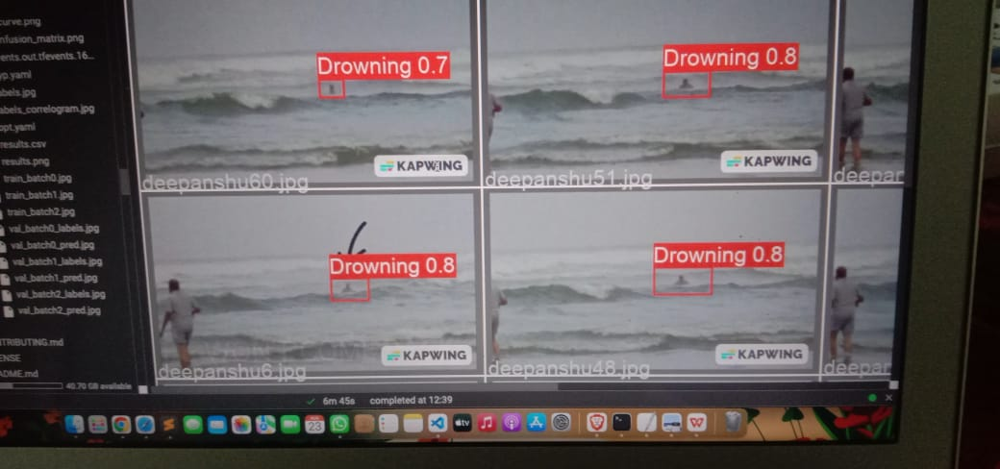 curve.png
nfusion_matrix.png
ents.out.tfevents.16...
yp.yaml
bels.jpg
abels_correlogram.jpg
opt.yaml
results.csv
results.png
train_batch0.jpg
train_batch1.jpg
train_batch2.jpg
val_batch0_labels.jpg
val_batch0_pred.jpg
val_batch1_labels.jpg
val_batch1_pred.jpg
val_batch2_labels.jpg
val_batch2_pred.jpg
TRIBUTING.md
ENSE
ADME.md
40.70 GB available
Drowning 0.7
KAPWING
deepanshu60.jpg
Drowning 0.8
KAPWING
deepanshu51.jpg
deepar
Drowning 0.8
KAPWING
deepanshu6.jpg
Drowning 0.8
KAPWING
deepanshu48.jpg
deepar
6m 45s completed at 12:39
23
tv